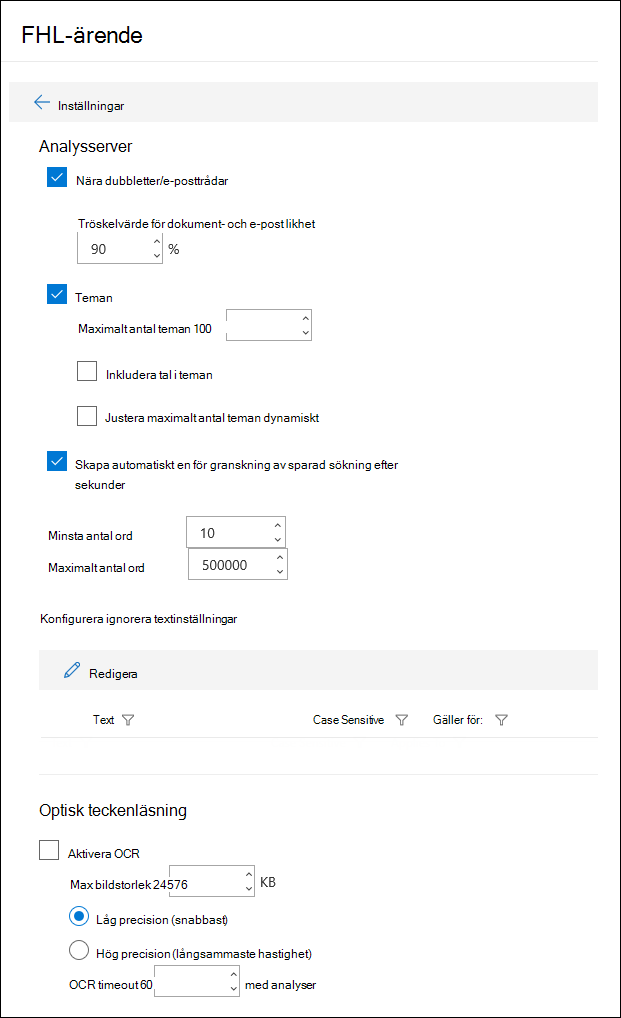 FHL-ärende
Inställningar
Analysserver
Nära dubbletter/e-posttrådar
Tröskelvärde för dokument- och e-post likhet
90 %
Teman
Maximalt antal teman 100
Inkludera tal i teman
Justera maximalt antal teman dynamiskt
Skapa automatiskt en för granskning av sparad sökning efter
sekunder
Minsta antal ord 10
Maximalt antal ord 500000
Konfigurera ignorera textinställningar
Redigera
Text Case Sensitive Gäller för:
Optisk teckenläsning
Aktivera OCR
Max bildstorlek 24576 KB
Låg precision (snabbast)
Hög precision (långsammaste hastighet)
OCR timeout 60 med analyser